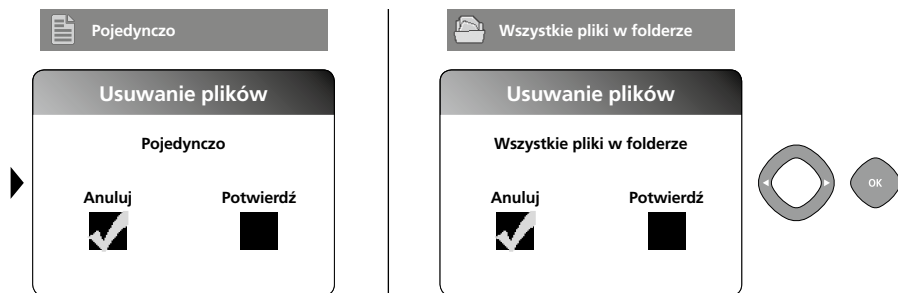 Pojedynczo
Usuwanie plików
Pojedynczo
Anuluj Potwierdź
Wszystkie pliki w folderze
Usuwanie plików
Wszystkie pliki w folderze
Anuluj Potwierdź
OK